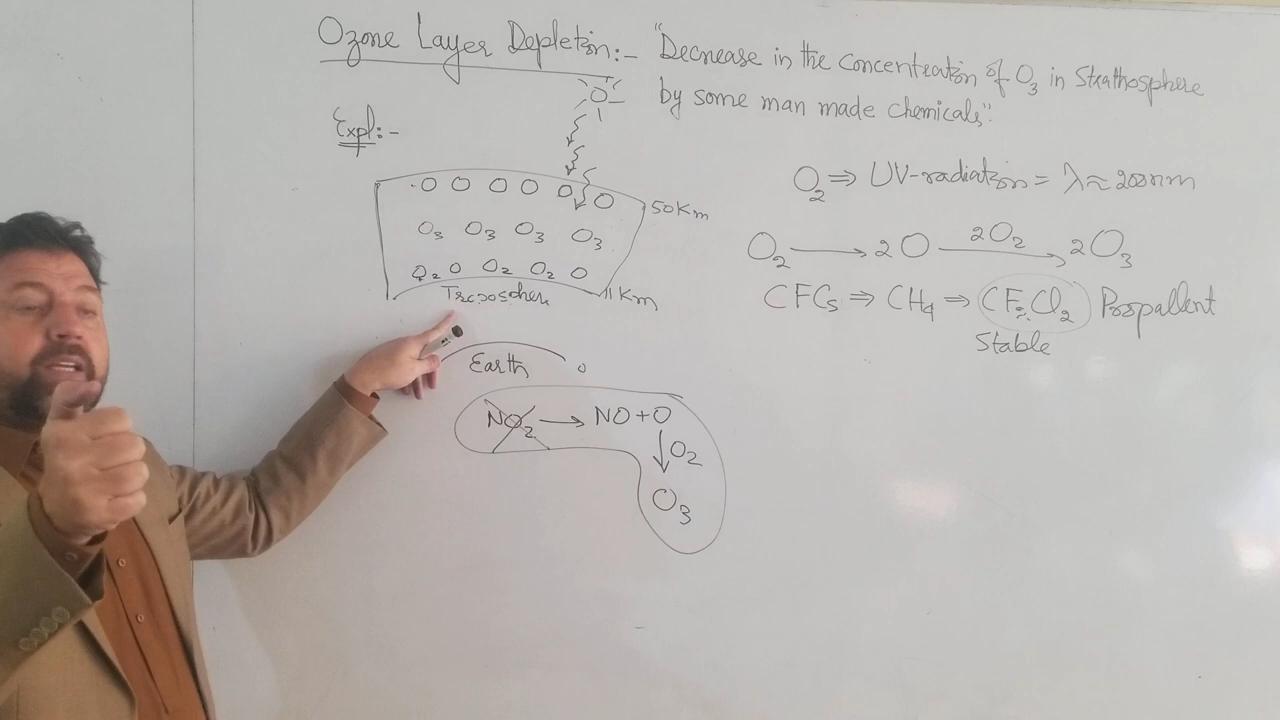 Ozone Layer Depletion:- "Decrease in the concentration of O3 in Strathosphere
by some man made chemicals".
Expl:-
O2 ⇒ UV-radiation = λ ≈ 200nm
O O O O O O 50Km
O3 O3 O3 O3
O2 O O2 O2 O
Troposphere 11Km
O2 → 2O 2O2 → 2O3
CFCs ⇒ CH4 ⇒ CF2Cl2 Propallent
Stable
Earth
NO2 → NO + O
↓ O2
O3